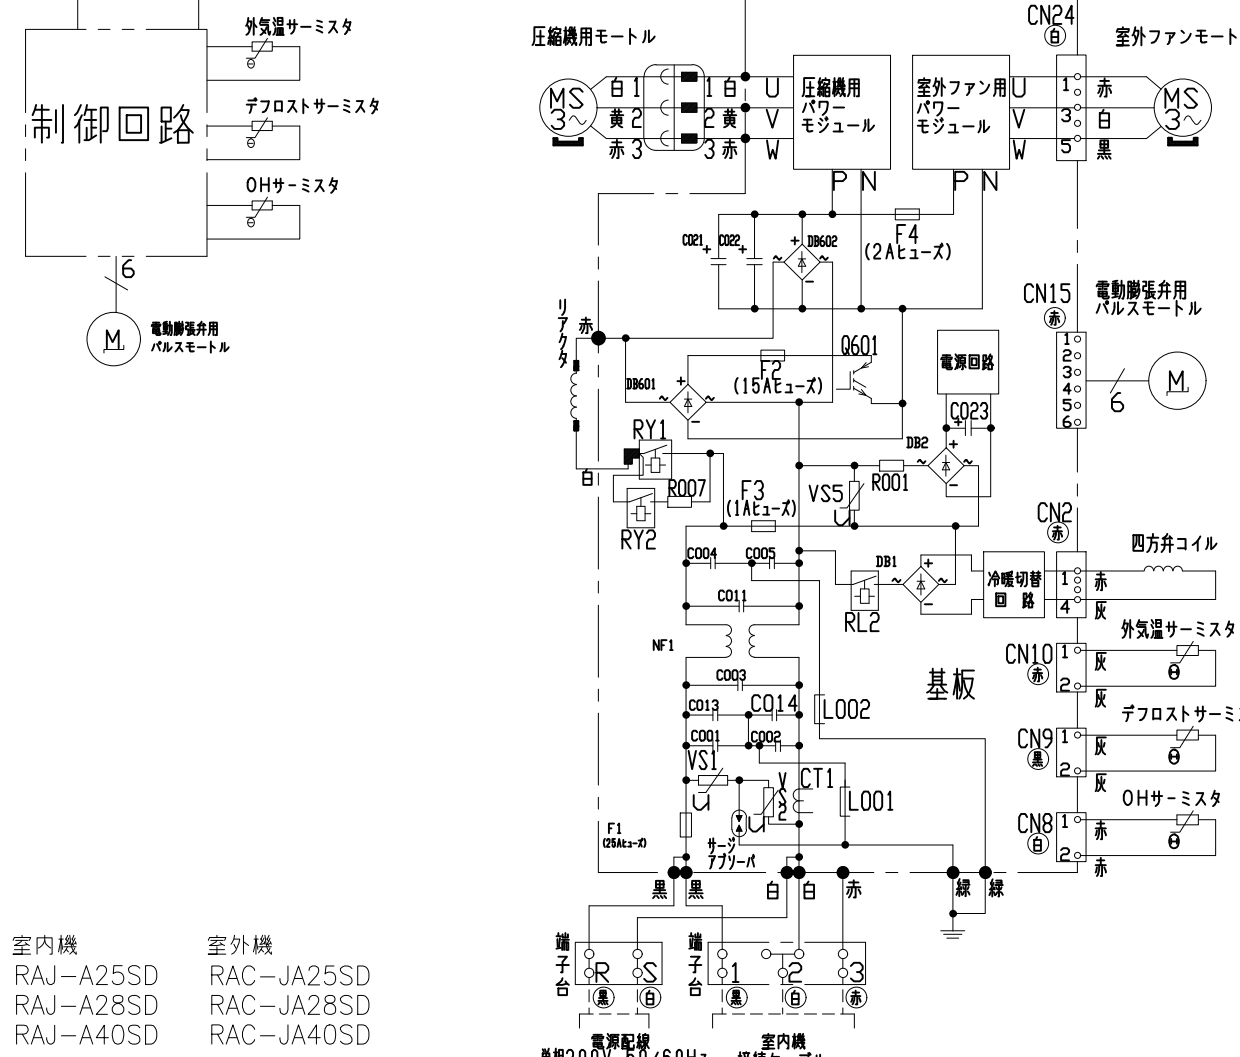 外気温サーミスタ
デフロストサーミスタ
OHサーミスタ
制御回路
6
M
電動膨張弁用
パルスモートル
圧縮機用モートル
MS
3~
白 1
黄 2
赤 3
1 白
2 黄
3 赤
U
V
W
圧縮機用
パワー
モジュール
P N
室外ファン用
パワー
モジュール
P N
U
V
W
CN24
白
1
3
5
赤
白
黒
室外ファンモート
MS
3~
C021
C022
DB602
F4
(2Aヒューズ)
リアクタ
赤
白
DB601
F2
(15Aヒューズ)
Q601
電源回路
C023
DB2
R001
VS5
U
RY1
R007
RY2
F3
(1Aヒューズ)
CN15
赤
1
2
3
4
5
6
6
電動膨張弁用
パルスモートル
M
C004
C005
C011
NF1
C003
C013
C014
C001
C002
VS1
U
VS2
U
CT1
L002
L001
F1
(25Aヒューズ)
サージ
アブソーバ
DB1
RL2
冷暖切替
回 路
CN2
赤
1
4
赤
灰
四方弁コイル
基板
CN10
赤
1
2
灰
灰
外気温サーミスタ
CN9
黒
1
2
灰
灰
デフロストサーミス
CN8
白
1
2
赤
赤
OHサーミスタ
黒 黒
白 白 赤
緑 緑
端子台
R S
黒 白
端子台
1 2 3
黒 白 赤
電源配線
単相200V 50/60Hz
室内機
接続ケーブル
室内機
RAJ-A25SD
RAJ-A28SD
RAJ-A40SD
室外機
RAC-JA25SD
RAC-JA28SD
RAC-JA40SD